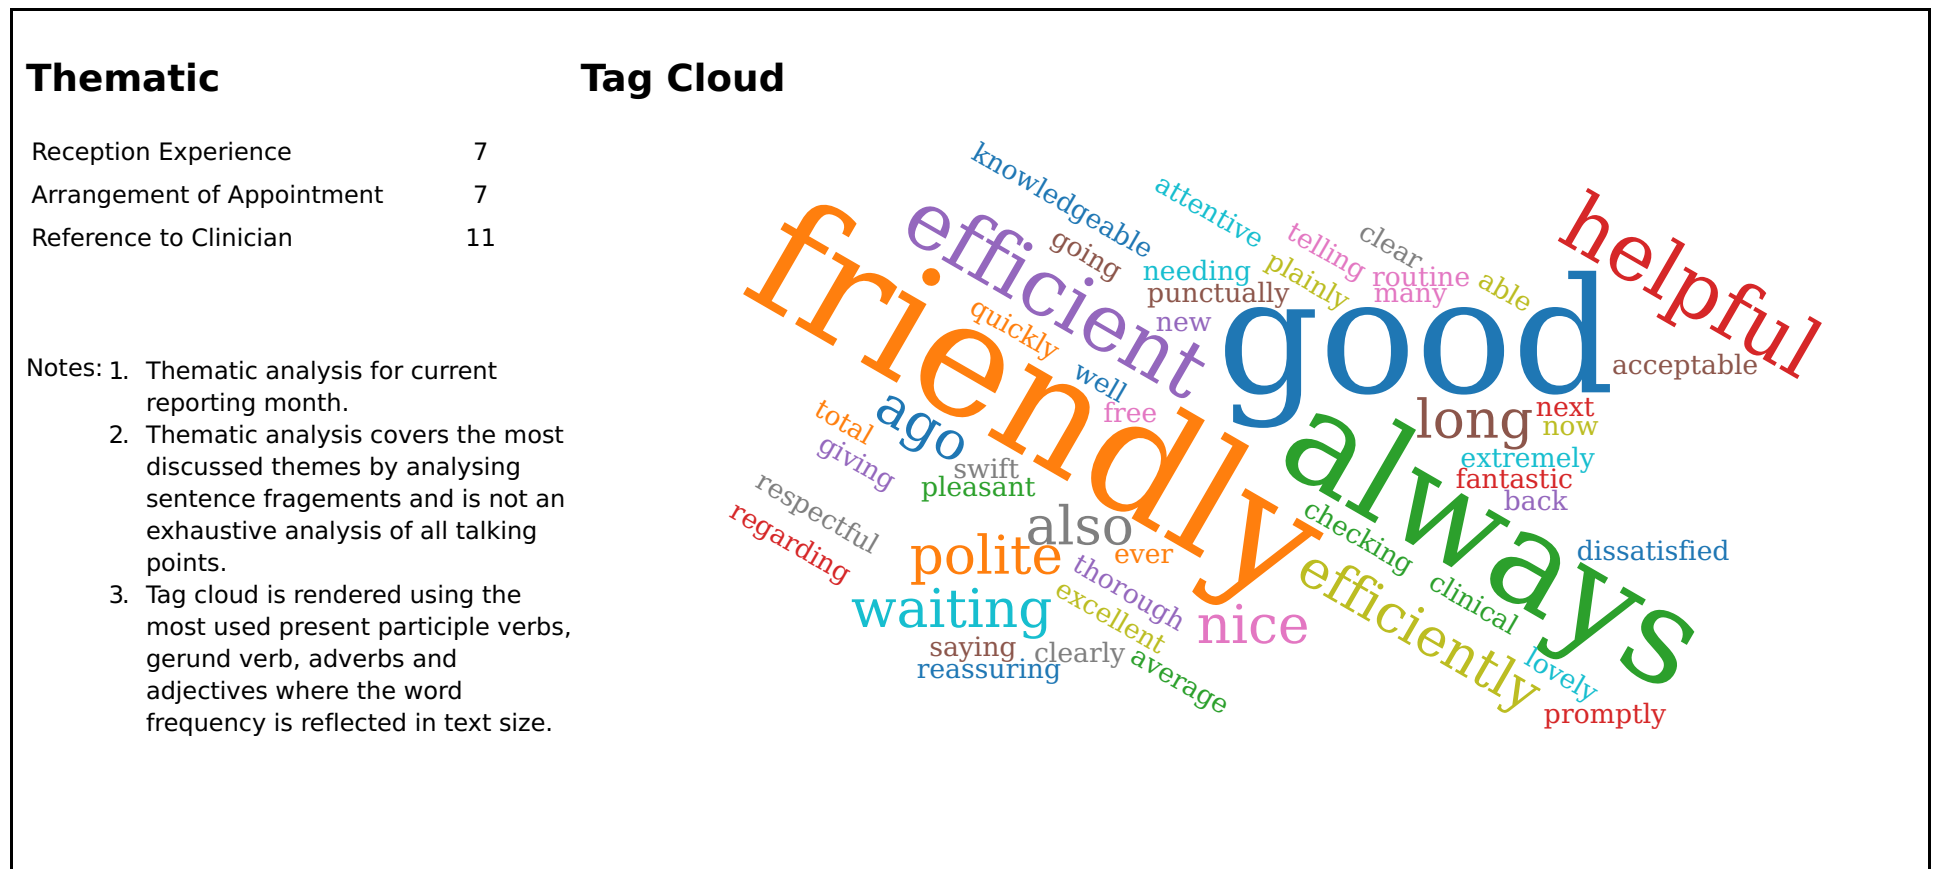 Thematic
Tag Cloud
Reception Experience 7
Arrangement of Appointment 7
Reference to Clinician 11
Notes:
1. Thematic analysis for current
reporting month.
2. Thematic analysis covers the most
discussed themes by analysing
sentence fragements and is not an
exhaustive analysis of all talking
points.
3. Tag cloud is rendered using the
most used present participle verbs,
gerund verb, adverbs and
adjectives where the word
frequency is reflected in text size.
knowledgeable
attentive
helpful
efficient
friendly
going
telling
clear
needing
plainly
routine
able
punctually
many
quickly
new
good
acceptable
well
total
ago
free
long
next
now
giving
swift
pleasant
always
extremely
fantastic
back
respectful
regarding
also
polite
ever
checking
dissatisfied
thorough
efficiently
clinical
waiting
excellent
nice
saying
clearly
average
reassuring
lovely
promptly